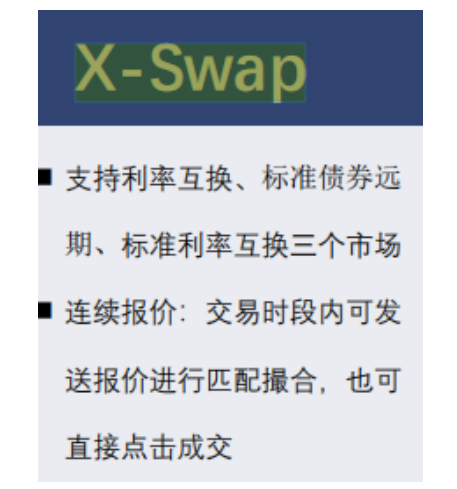 X-Swap
■ 支持利率互换、标准债券远
期、标准利率互换三个市场
■ 连续报价：交易时段内可发
送报价进行匹配撮合，也可
直接点击成交